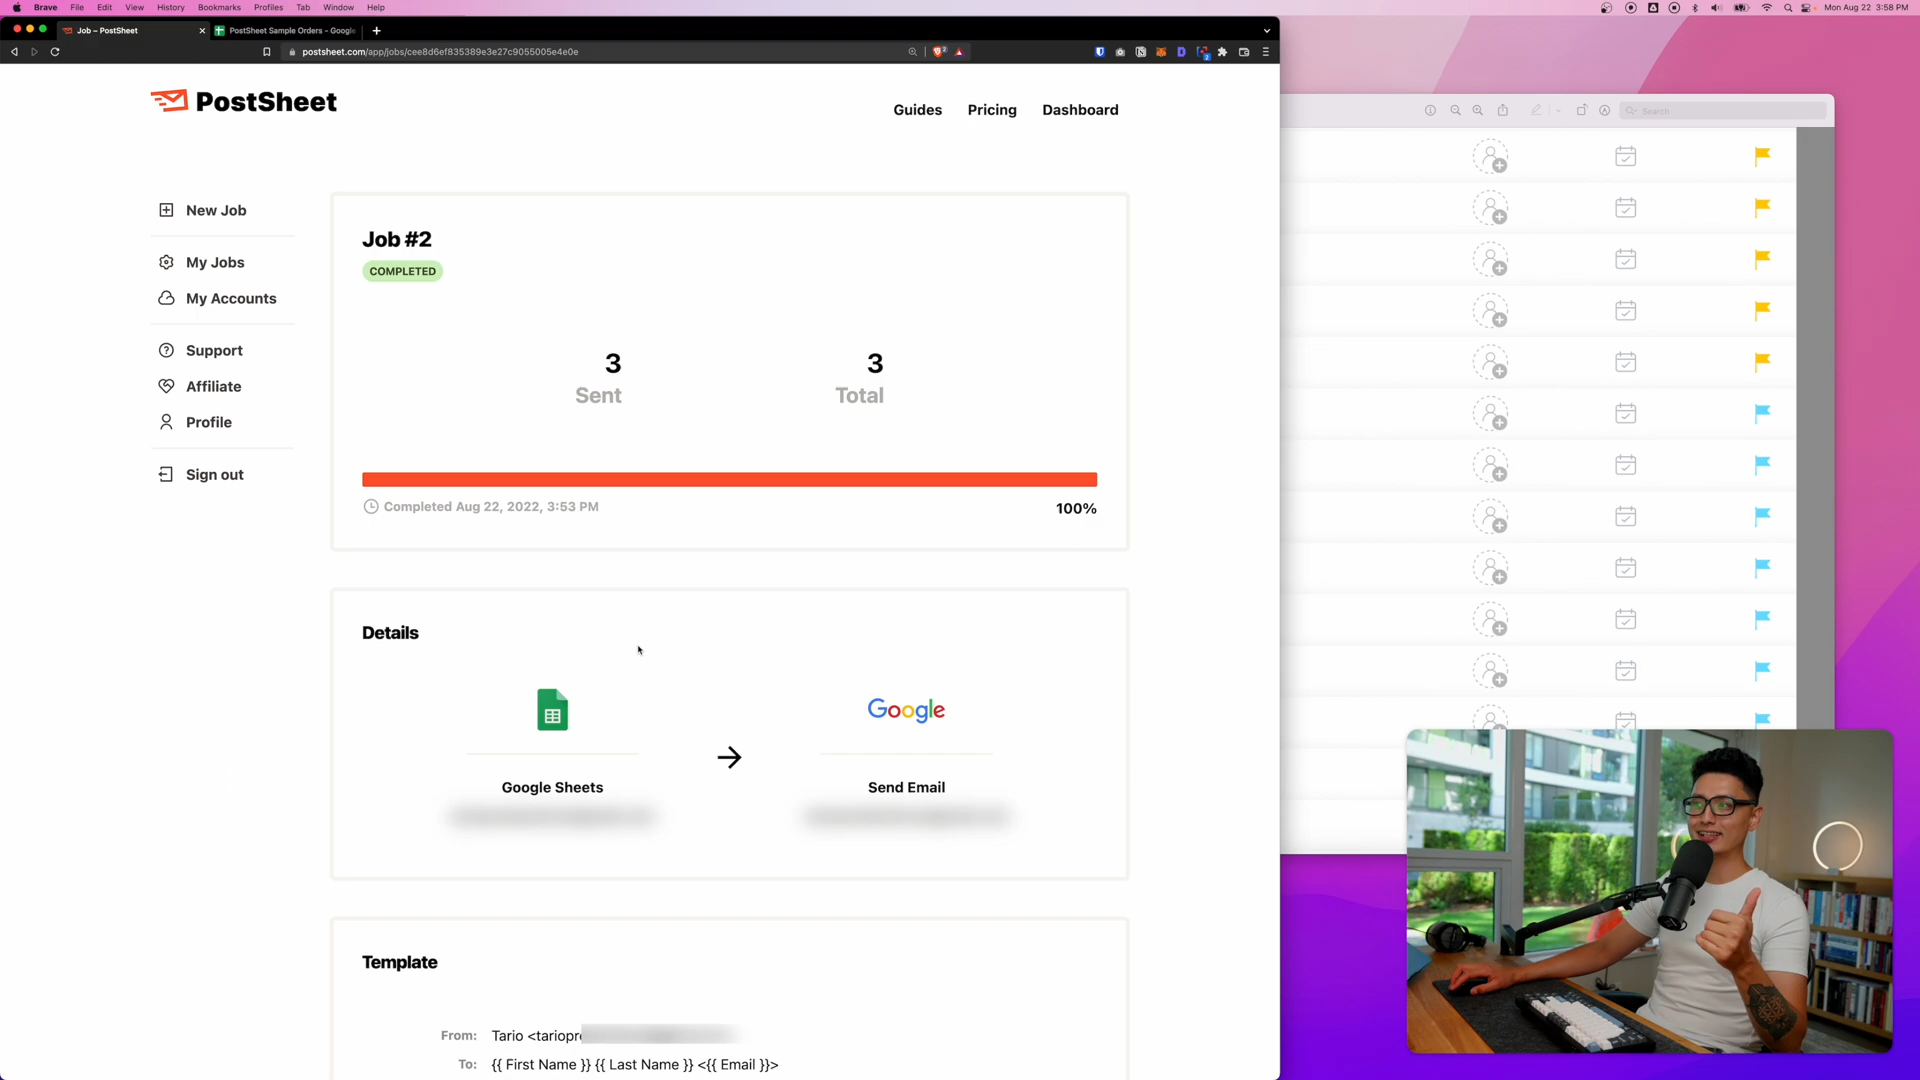 Brave File Edit View History Bookmarks Profiles Tab Window Help
Mon Aug 22 3:58 PM
Job – PostSheet
PostSheet Sample Orders - Google
postsheet.com/app/jobs/cee8d6ef835389e3e27c9055005e4e0e
Search
PostSheet
Guides Pricing Dashboard
New Job
My Jobs
My Accounts
Support
Affiliate
Profile
Sign out
Job #2
COMPLETED
3 3
Sent Total
Completed Aug 22, 2022, 3:53 PM
100%
Details
Google
Google Sheets Send Email
Template
From: Tario <tariopr
To: {{ First Name }} {{ Last Name }} <{{ Email }}>